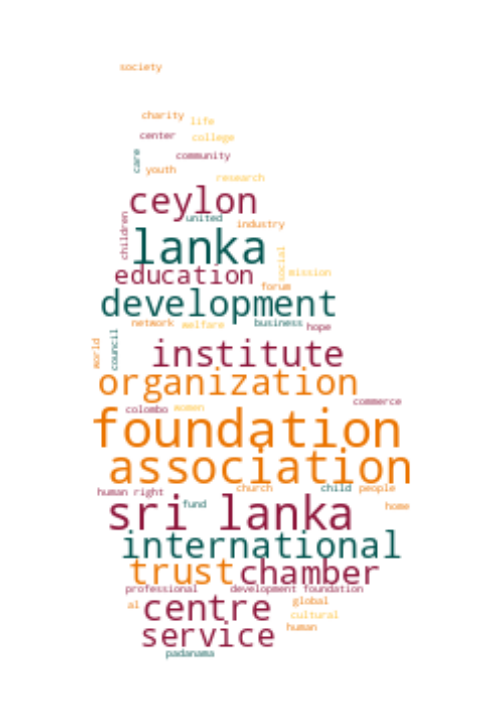 society
charity
life
center
college
care
community
youth
research
ceylon
united
children
industry
lanka
social
education
mission
forum
development
network
welfare
business
hope
world
council
institute
organization
commerce
colombo
women
foundation
association
human right
church
child
people
sri lanka
fund
home
international
trust
chamber
professional
development foundation
al
centre
global
cultural
service
human
padanama